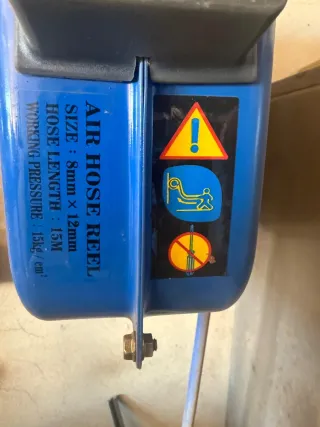 AIR HOSE REEL
SIZE : 8mm × 12mm
HOSE LENGTH : 15M
WORKING PRESSURE : 15kg/cm²